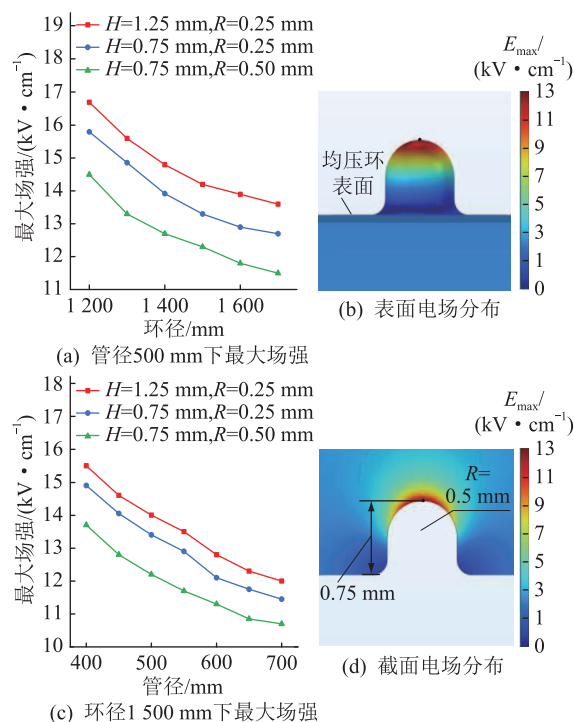 H=1.25 mm,R=0.25 mm
H=0.75 mm,R=0.25 mm
H=0.75 mm,R=0.50 mm
最大场强/(kV·cm⁻¹)
19
18
17
16
15
14
13
12
11
1 200
1 400
1 600
环径/mm
(a) 管径500 mm下最大场强
E_max/
(kV·cm⁻¹)
13
11
9
7
5
3
1
0
均压环
表面
(b) 表面电场分布
H=1.25 mm,R=0.25 mm
H=0.75 mm,R=0.25 mm
H=0.75 mm,R=0.50 mm
最大场强/(kV·cm⁻¹)
18
17
16
15
14
13
12
11
10
400
450
500
550
600
650
700
管径/mm
(c) 环径1 500 mm下最大场强
E_max/
(kV·cm⁻¹)
13
11
9
7
5
3
1
0
R=
0.5 mm
0.75 mm
(d) 截面电场分布